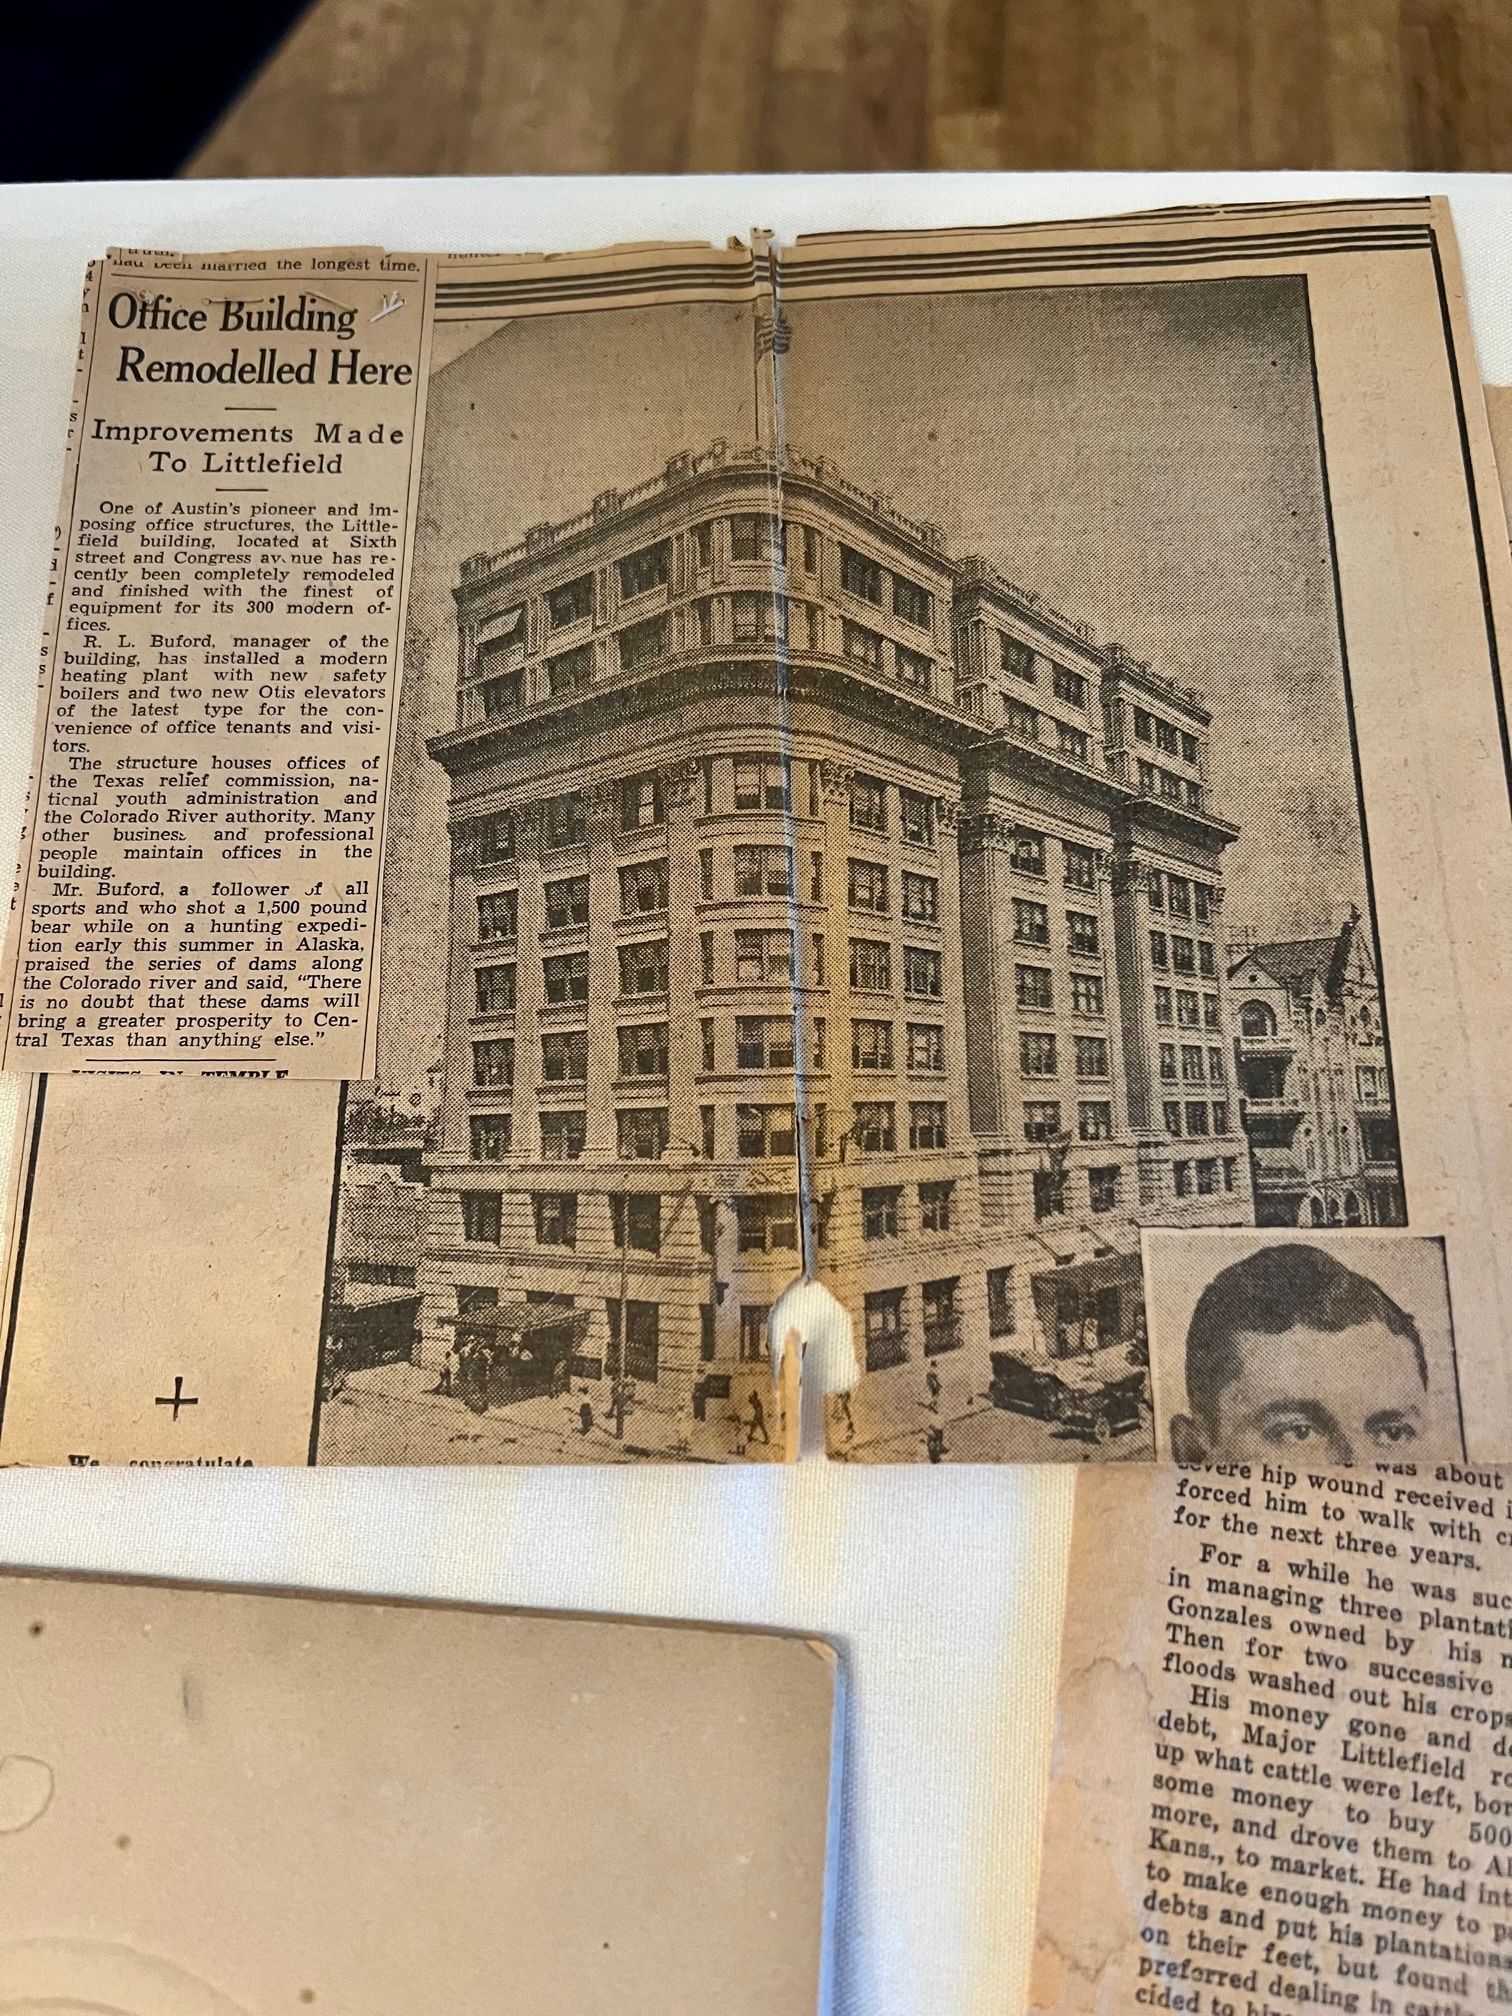 had been married the longest time.
Office Building
Remodelled Here
Improvements Made
To Littlefield
One of Austin's pioneer and im-
posing office structures, the Little-
field building, located at Sixth
street and Congress av nue has re-
cently been completely remodeled
and finished with the finest of
equipment for its 300 modern of-
fices.
R. L. Buford, manager of the
building, has installed a modern
heating plant with new safety
boilers and two new Otis elevators
of the latest type for the con-
venience of office tenants and visi-
tors.
The structure houses offices of
the Texas relief commission, na-
tional youth administration and
the Colorado River authority. Many
other business and professional
people maintain offices in the
building.
Mr. Buford, a follower of all
sports and who shot a 1,500 pound
bear while on a hunting expedi-
tion early this summer in Alaska,
praised the series of dams along
the Colorado river and said, "There
is no doubt that these dams will
bring a greater prosperity to Cen-
tral Texas than anything else."
VISITS IN TEMPLE
We congratulate
was about
severe hip wound received
forced him to walk with
for the next three years.
For a while he was
in managing three
Gonzales owned by his
Then for two successive
floods washed out his crops
His money gone and
debt, Major Littlefield
up what cattle were left,
some money to buy 500
more, and drove them to
Kans., to market. He had
to make enough money to
debts and put his plantations
on their feet, but found
preferred dealing in
cided to